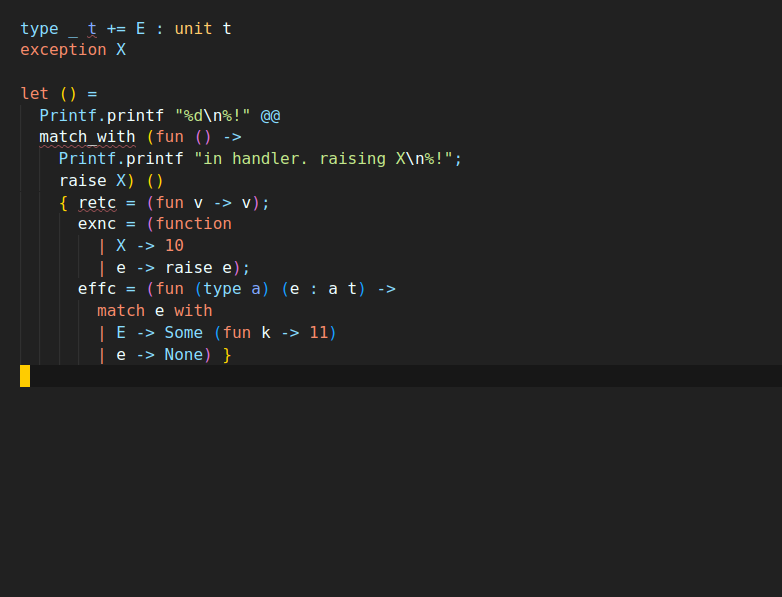 type _ t += E : unit t
exception X
let () =
  Printf.printf "%d\n%!" @@
  match_with (fun () ->
    Printf.printf "in handler. raising X\n%!";
    raise X) ()
    { retc = (fun v -> v);
      exnc = (function
        | X -> 10
        | e -> raise e);
      effc = (fun (type a) (e : a t) ->
        match e with
        | E -> Some (fun k -> 11)
        | e -> None) }